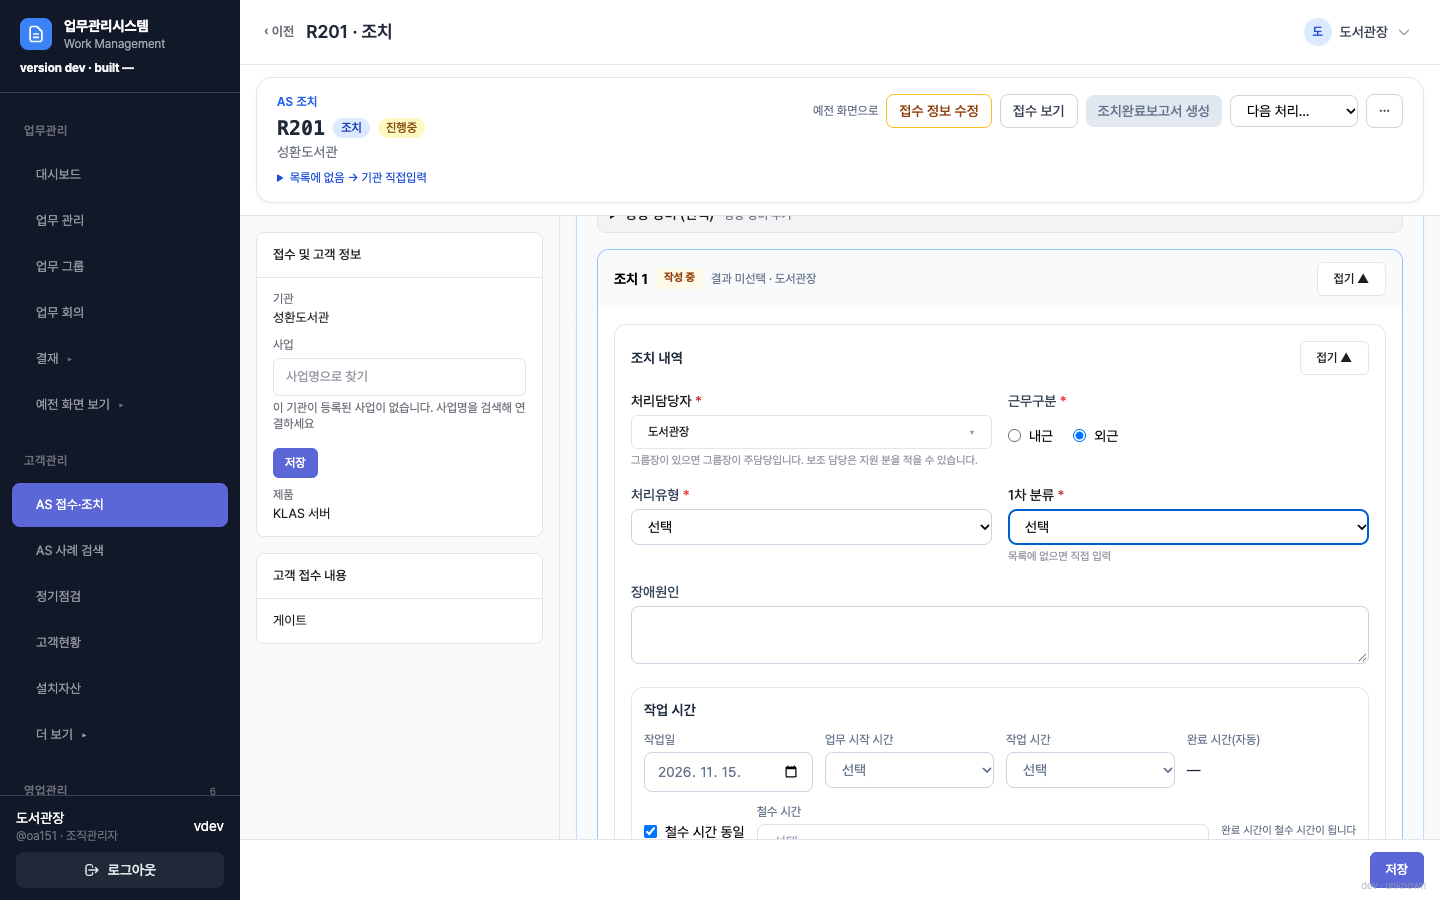 업무관리시스템
Work Management
version dev · built —
업무관리
대시보드
업무 관리
업무 그룹
업무 회의
결재 ▸
예전 화면 보기 ▸
고객관리
AS 접수·조치
AS 사례 검색
정기점검
고객현황
설치자산
더 보기 ▸
영업관리 6
도서관장
@oa151 · 조직관리자
vdev
로그아웃
‹ 이전 R201 · 조치
도 도서관장
AS 조치
R201 조치 진행중
성환도서관
▶ 목록에 없음 → 기관 직접입력
예전 화면으로 접수 정보 수정 접수 보기 조치완료보고서 생성 다음 처리... ···
접수 및 고객 정보
기관
성환도서관
사업
사업명으로 찾기
이 기관이 등록된 사업이 없습니다. 사업명을 검색해 연
결하세요
저장
제품
KLAS 서버
고객 접수 내용
게이트
조치 1 작성 중 결과 미선택 · 도서관장 접기 ▲
조치 내역 접기 ▲
처리담당자 * 근무구분 *
도서관장 내근 외근
그룹장이 있으면 그룹장이 주담당입니다. 보조 담당은 지원 분을 적을 수 있습니다.
처리유형 * 1차 분류 *
선택 선택
목록에 없으면 직접 입력
장애원인
작업 시간
작업일 업무 시작 시간 작업 시간 완료 시간(자동)
2026. 11. 15. 선택 선택 —
철수 시간
철수 시간 동일 완료 시간이 철수 시간이 됩니다
저장